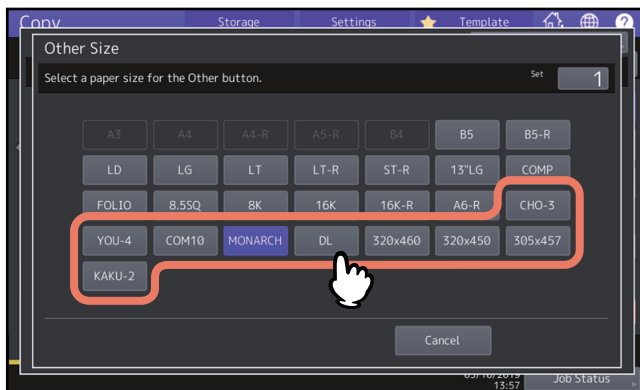 Copy Storage Settings Template ?
Other Size
Select a paper size for the Other button. Set 1
A3 A4 A4-R A5-R B4 B5 B5-R
LD LG LT LT-R ST-R 13"LG COMP
FOLIO 8.5SQ 8K 16K 16K-R A6-R CHO-3
YOU-4 COM10 MONARCH DL 320x460 320x450 305x457
KAKU-2
Cancel
Job Status
13:57